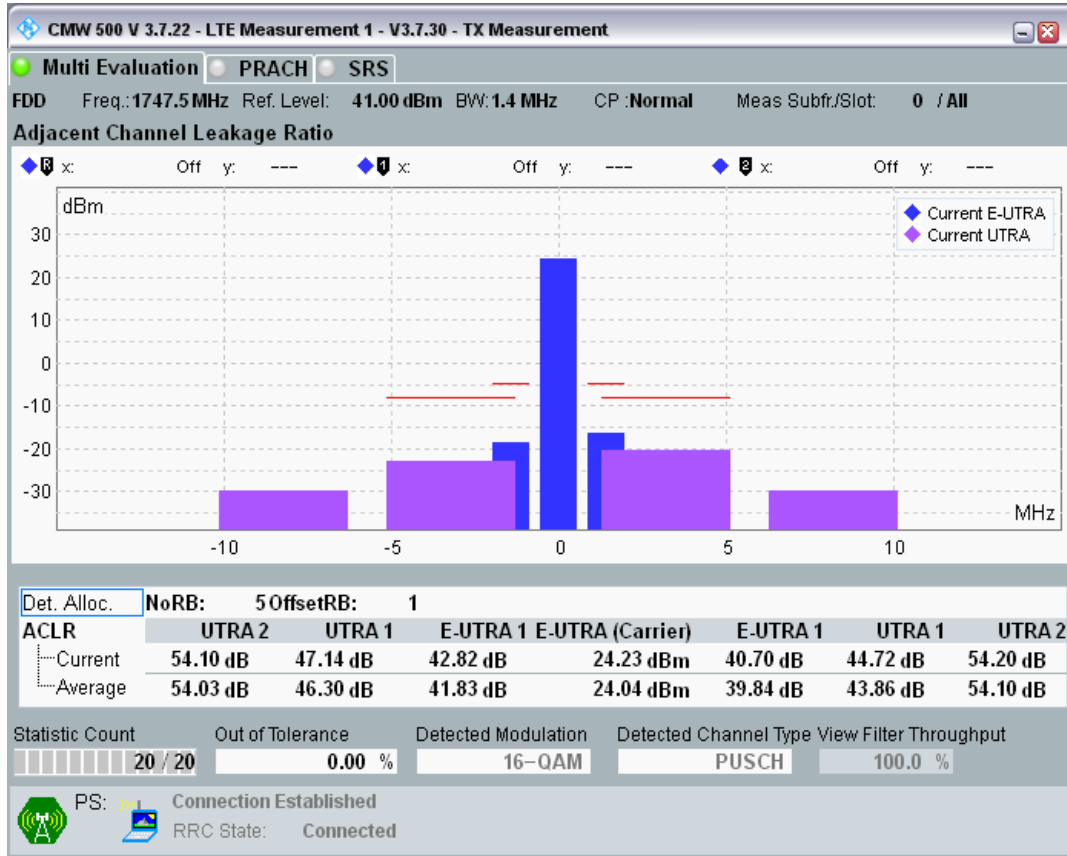 CMW 500 V 3.7.22 - LTE Measurement 1 - V3.7.30 - TX Measurement
Multi Evaluation PRACH SRS
FDD Freq.: 1747.5 MHz Ref. Level: 41.00 dBm BW: 1.4 MHz CP : Normal Meas Subfr./Slot: 0 / All
Adjacent Channel Leakage Ratio
R x: Off y: --- 1 x: Off y: --- 2 x: Off y: ---
dBm
Current E-UTRA
Current UTRA
30
20
10
0
-10
-20
-30
MHz
-10 -5 0 5 10
Det. Alloc. NoRB: 5 OffsetRB: 1
ACLR UTRA 2 UTRA 1 E-UTRA 1 E-UTRA (Carrier) E-UTRA 1 UTRA 1 UTRA 2
Current 54.10 dB 47.14 dB 42.82 dB 24.23 dBm 40.70 dB 44.72 dB 54.20 dB
Average 54.03 dB 46.30 dB 41.83 dB 24.04 dBm 39.84 dB 43.86 dB 54.10 dB
Statistic Count Out of Tolerance Detected Modulation Detected Channel Type View Filter Throughput
20 / 20 0.00 % 16-QAM PUSCH 100.0 %
PS: Connection Established
RRC State: Connected